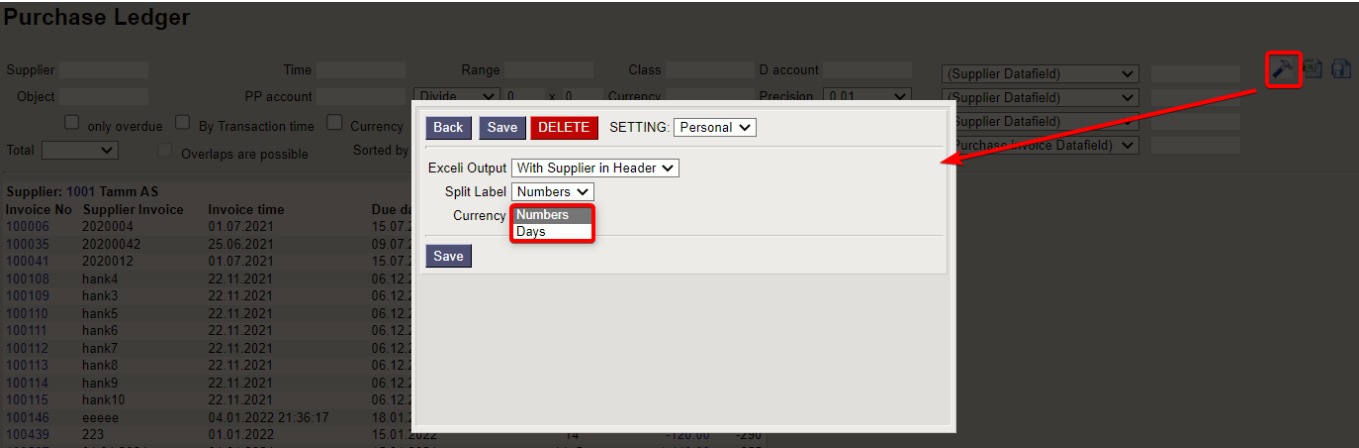 Purchase Ledger
Supplier Time Range Class D account (Supplier Datafield)
Object PP account Divide 0 x 0 Currency Precision 0.01 (Supplier Datafield)
only overdue By Transaction time Currency (Supplier Datafield)
Total Overlaps are possible Sorted by (Purchase Invoice Datafield)
Back Save DELETE SETTING: Personal
Exceli Output With Supplier in Header
Split Label Numbers
Currency Numbers
Days
Save
Supplier: 1001 Tamm AS
Invoice No Supplier Invoice Invoice time Due da
100006 2020004 01.07.2021 15.07.2
100035 20200042 25.06.2021 09.07.2
100041 2020012 01.07.2021 15.07.2
100108 hank4 22.11.2021 06.12.2
100109 hank3 22.11.2021 06.12.2
100110 hank5 22.11.2021 06.12.2
100111 hank6 22.11.2021 06.12.2
100112 hank7 22.11.2021 06.12.2
100113 hank8 22.11.2021 06.12.2
100114 hank9 22.11.2021 06.12.2
100115 hank10 22.11.2021 06.12.2
100146 eeeee 04.01.2022 21:36:17 18.01.2
100439 223 01.01.2022 15.01.2022 14 -120.00 -290